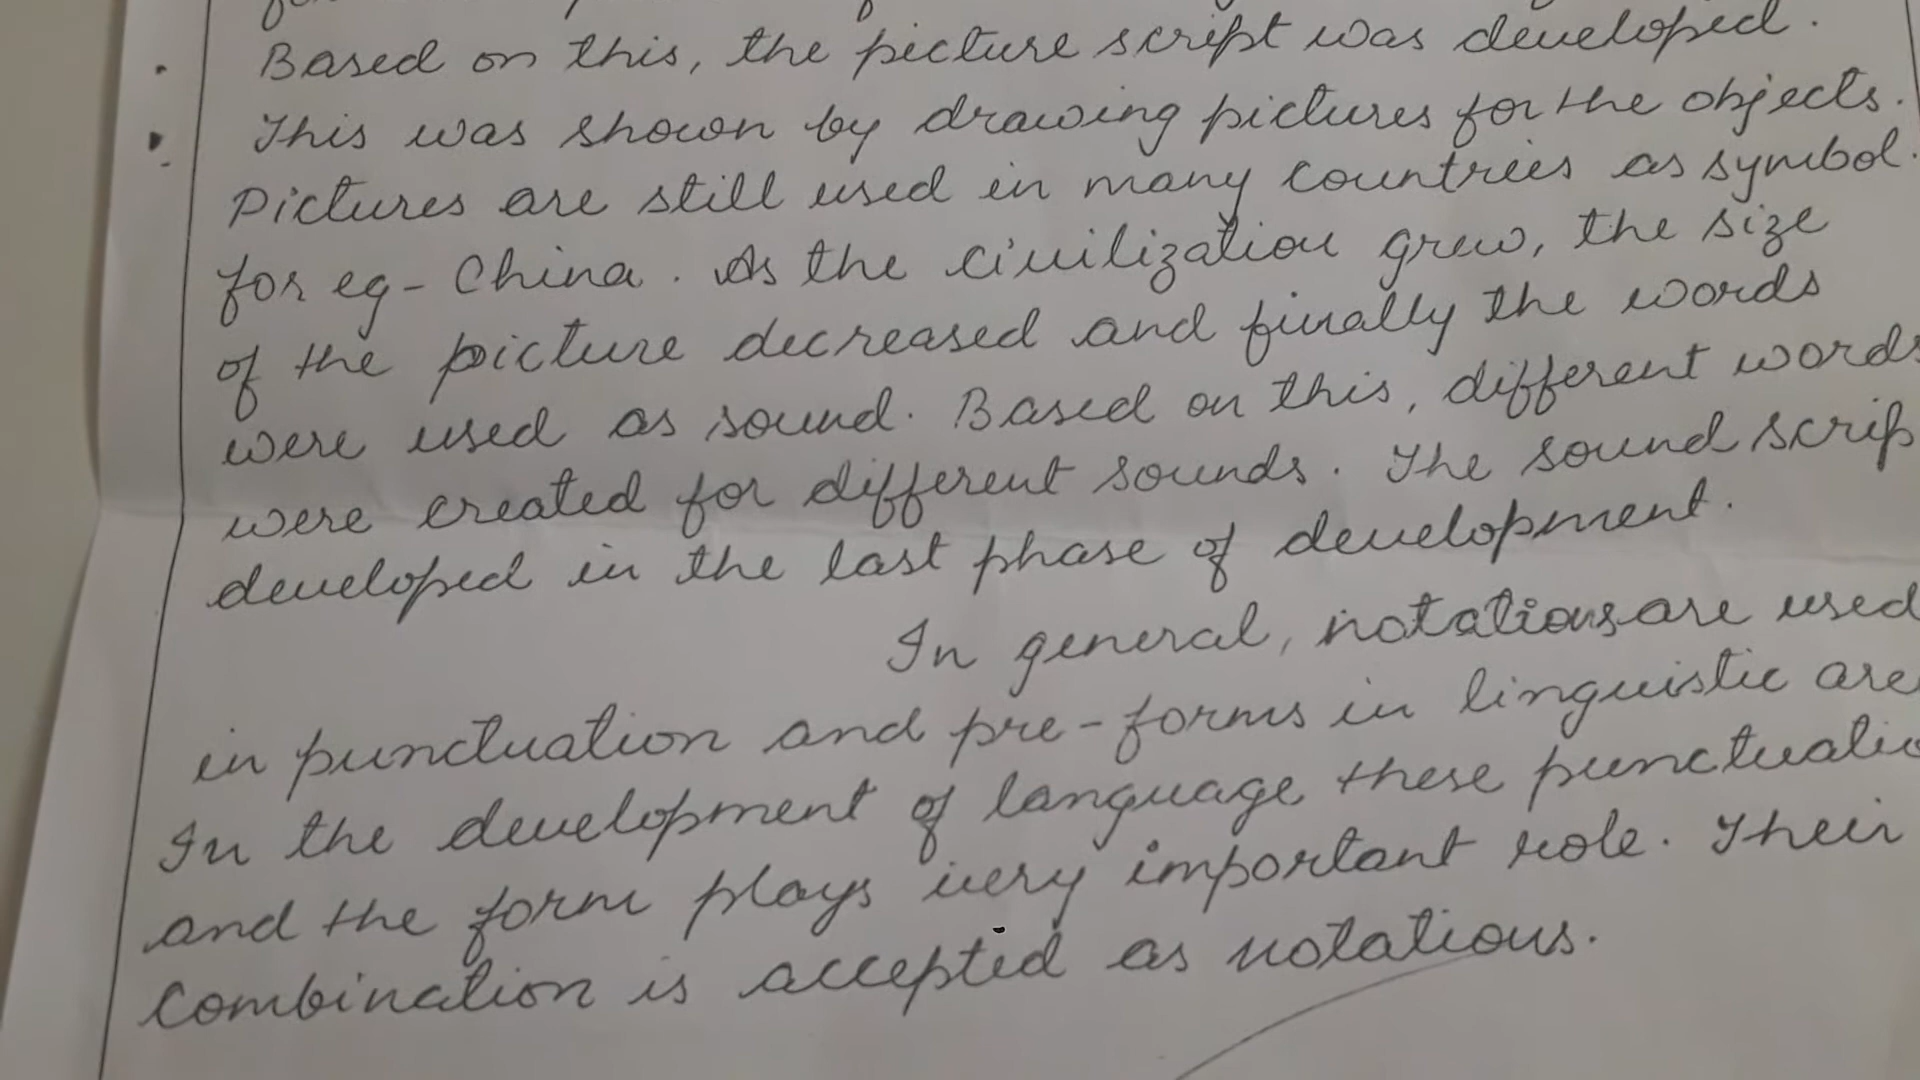 Based on this, the picture script was developed.
This was shown by drawing pictures for the objects.
Pictures are still used in many countries as symbol.
for eg - China. As the civilization grew, the size
of the picture decreased and finally the words
were used as sound. Based on this, different words
were created for different sounds. The sound scrip
developed in the last phase of development.
In general, notations are used
in punctuation and pre-forms in linguistic are
In the development of language these punctuatio
and the form plays very important role. Their
combination is accepted as notations.